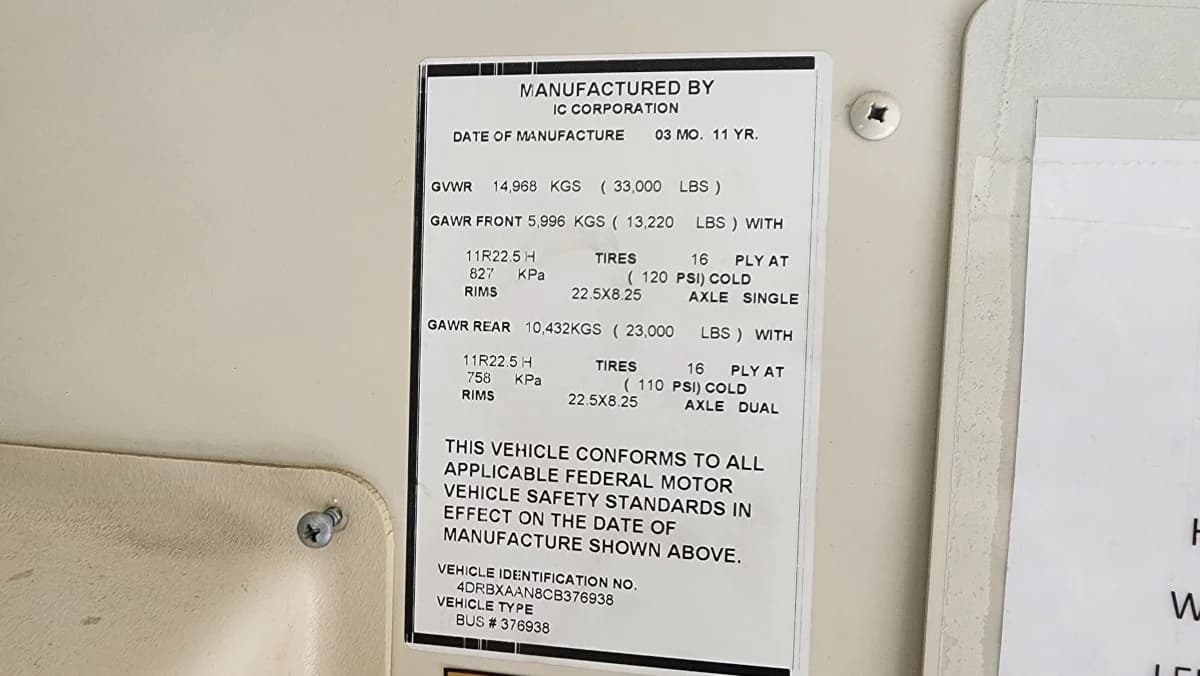 MANUFACTURED BY
IC CORPORATION
DATE OF MANUFACTURE 03 MO. 11 YR.
GVWR 14,968 KGS ( 33,000 LBS )
GAWR FRONT 5,996 KGS ( 13,220 LBS ) WITH
11R22.5 H TIRES 16 PLY AT
827 KPa ( 120 PSI) COLD
RIMS 22.5X8.25 AXLE SINGLE
GAWR REAR 10,432KGS ( 23,000 LBS ) WITH
11R22.5 H TIRES 16 PLY AT
758 KPa ( 110 PSI) COLD
RIMS 22.5X8.25 AXLE DUAL
THIS VEHICLE CONFORMS TO ALL
APPLICABLE FEDERAL MOTOR
VEHICLE SAFETY STANDARDS IN
EFFECT ON THE DATE OF
MANUFACTURE SHOWN ABOVE.
VEHICLE IDENTIFICATION NO.
4DRBXAAN8CB376938
VEHICLE TYPE
BUS # 376938